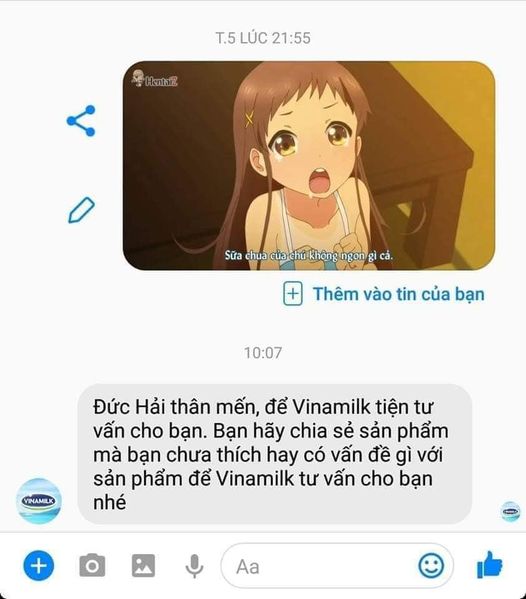 T.5 LÚC 21:55
HentaiZ
Sữa chua của chú không ngon gì cả.
Thêm vào tin của bạn
10:07
Đức Hải thân mến, để Vinamilk tiện tư
vấn cho bạn. Bạn hãy chia sẻ sản phẩm
mà bạn chưa thích hay có vấn đề gì với
sản phẩm để Vinamilk tư vấn cho bạn
nhé
VINAMILK
Aa